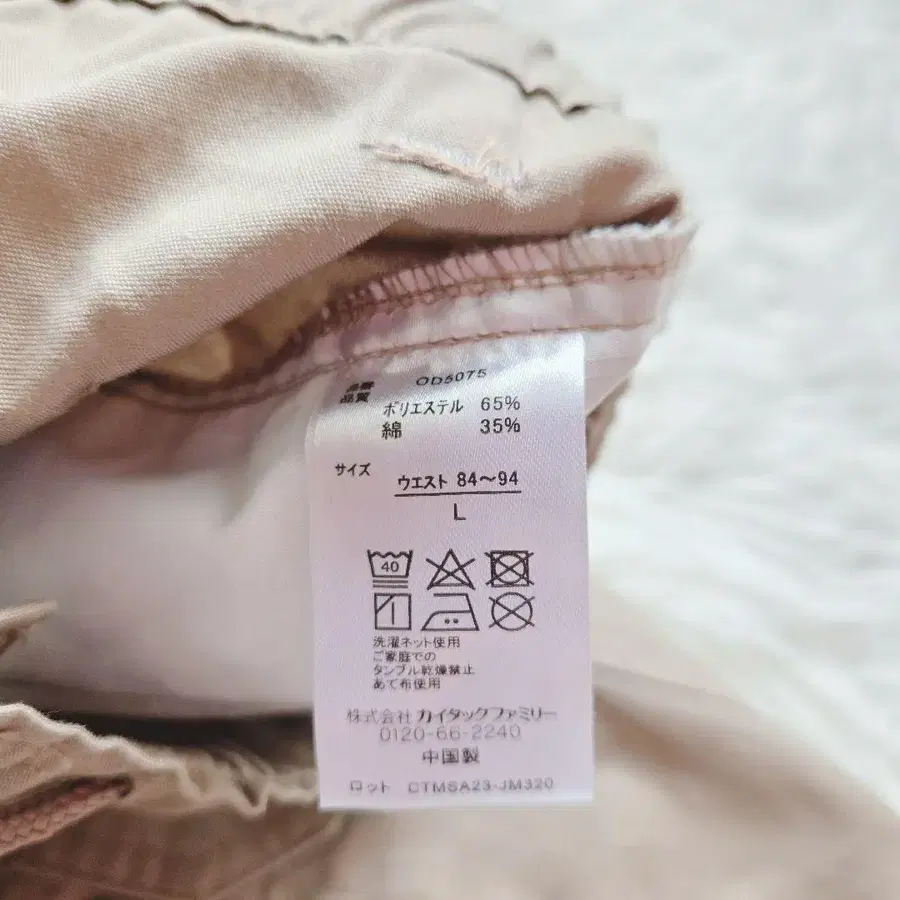 品番 OD5075
品質 ポリエステル 65%
綿 35%
サイズ
ウエスト 84〜94
L
40
洗濯ネット使用
ご家庭での
タンブル乾燥禁止
あて布使用
株式会社 カイタックファミリー
0120-66-2240
中国製
ロット CTMSA23-JM320